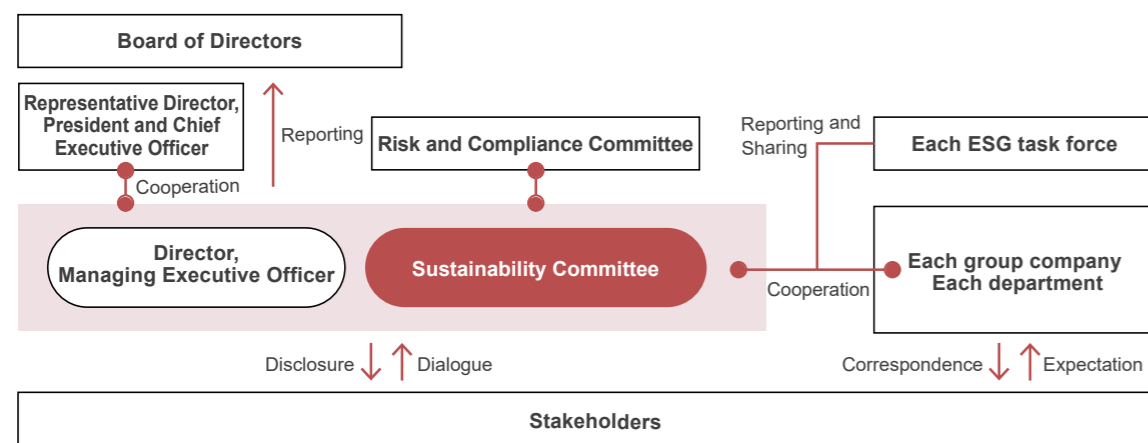 Board of Directors
Representative Director,
President and Chief
Executive Officer
Reporting
Cooperation
Risk and Compliance Committee
Reporting and
Sharing
Each ESG task force
Director,
Managing Executive Officer
Sustainability Committee
Cooperation
Each group company
Each department
Disclosure
Dialogue
Correspondence
Expectation
Stakeholders